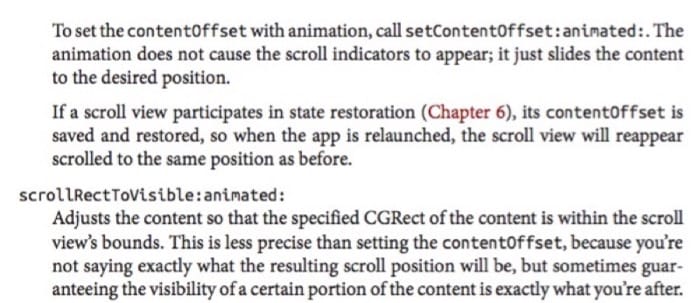 To set the contentOffset with animation, call setContentOffset:animated:. The
animation does not cause the scroll indicators to appear; it just slides the content
to the desired position.
If a scroll view participates in state restoration (Chapter 6), its contentOffset is
saved and restored, so when the app is relaunched, the scroll view will reappear
scrolled to the same position as before.
scrollRectToVisible:animated:
Adjusts the content so that the specified CGRect of the content is within the scroll
view's bounds. This is less precise than setting the contentOffset, because you're
not saying exactly what the resulting scroll position will be, but sometimes guar-
anteeing the visibility of a certain portion of the content is exactly what you're after.